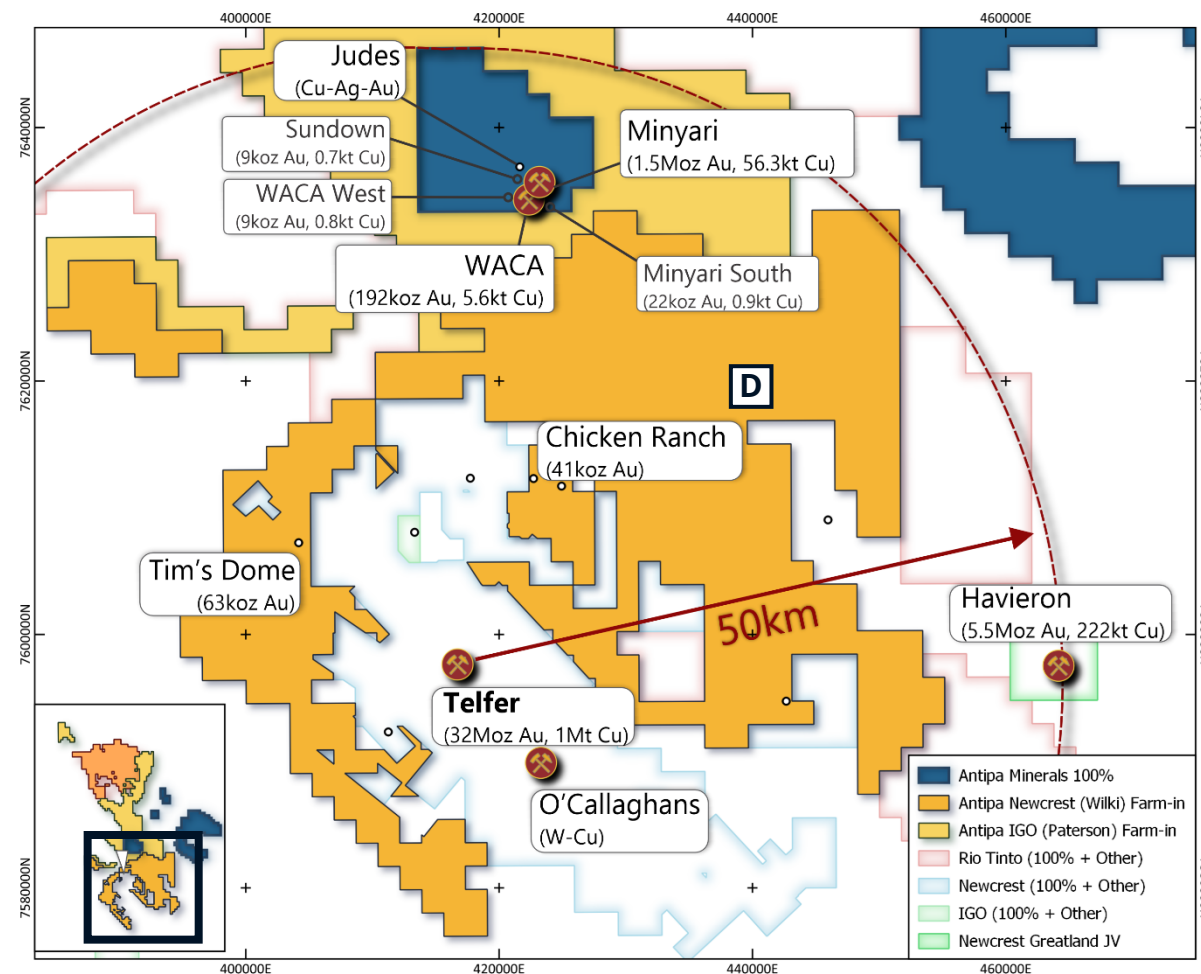 400000E
420000E
440000E
460000E
7640000N
7620000N
7600000N
7580000N
Judes
(Cu-Ag-Au)
Sundown
(9koz Au, 0.7kt Cu)
WACA West
(9koz Au, 0.8kt Cu)
Minyari
(1.5Moz Au, 56.3kt Cu)
WACA
(192koz Au, 5.6kt Cu)
Minyari South
(22koz Au, 0.9kt Cu)
D
Chicken Ranch
(41koz Au)
Tim's Dome
(63koz Au)
50km
Havieron
(5.5Moz Au, 222kt Cu)
Telfer
(32Moz Au, 1Mt Cu)
O'Callaghans
(W-Cu)
Antipa Minerals 100%
Antipa Newcrest (Wilki) Farm-in
Antipa IGO (Paterson) Farm-in
Rio Tinto (100% + Other)
Newcrest (100% + Other)
IGO (100% + Other)
Newcrest Greatland JV
400000E
420000E
440000E
460000E